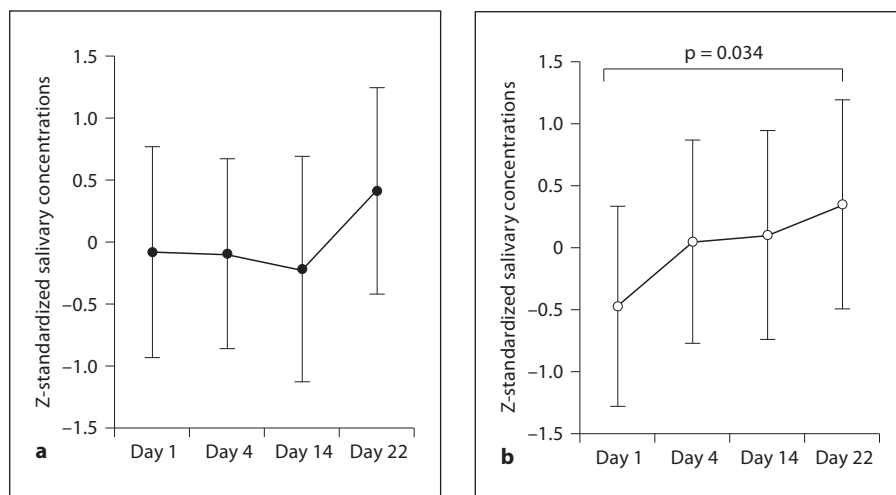 Z-standardized salivary concentrations
1.5
1.0
0.5
0
–0.5
–1.0
–1.5
a
Day 1 Day 4 Day 14 Day 22
Z-standardized salivary concentrations
p = 0.034
1.5
1.0
0.5
0
–0.5
–1.0
–1.5
b
Day 1 Day 4 Day 14 Day 22